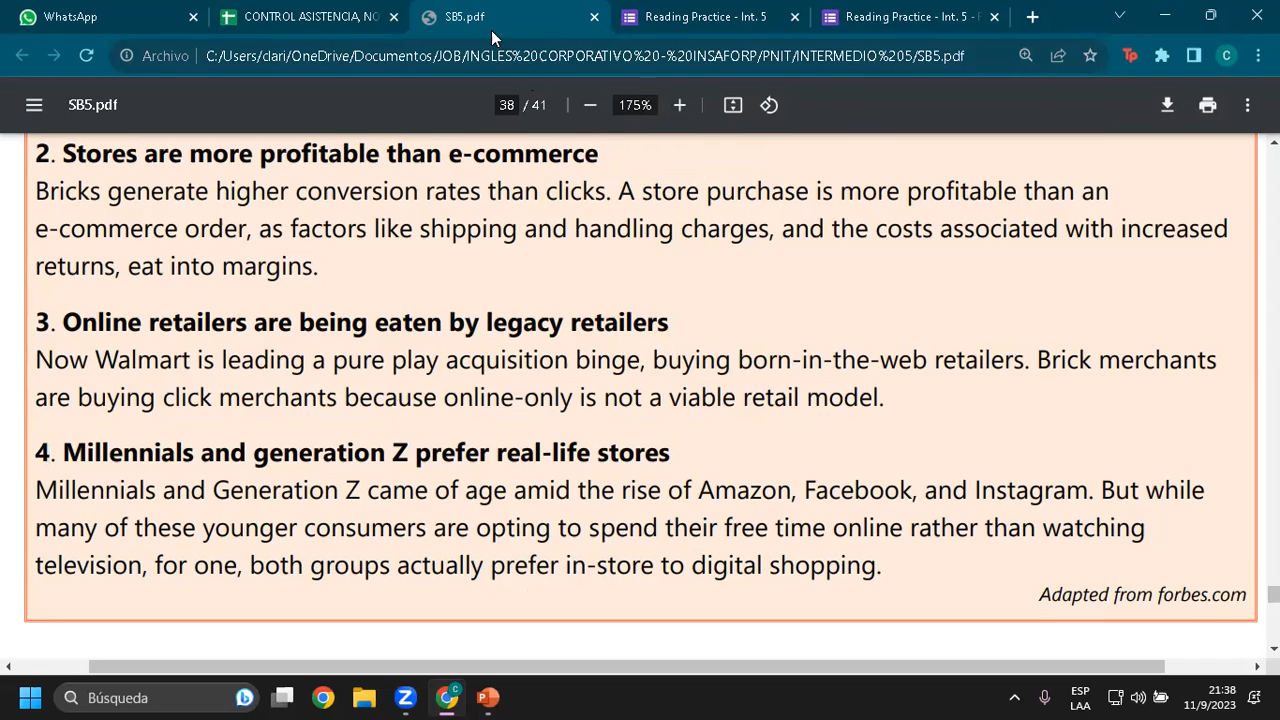 WhatsApp
CONTROL ASISTENCIA, NO
SB5.pdf
Reading Practice - Int. 5
Reading Practice - Int. 5 - F
Archivo
C:/Users/clari/OneDrive/Documentos/JOB/INGLES%20CORPORATIVO%20-%20INSAFORP/PNIT/INTERMEDIO%205/SB5.pdf
C
SB5.pdf
38 / 41
175%
2. Stores are more profitable than e-commerce
Bricks generate higher conversion rates than clicks. A store purchase is more profitable than an
e-commerce order, as factors like shipping and handling charges, and the costs associated with increased
returns, eat into margins.
3. Online retailers are being eaten by legacy retailers
Now Walmart is leading a pure play acquisition binge, buying born-in-the-web retailers. Brick merchants
are buying click merchants because online-only is not a viable retail model.
4. Millennials and generation Z prefer real-life stores
Millennials and Generation Z came of age amid the rise of Amazon, Facebook, and Instagram. But while
many of these younger consumers are opting to spend their free time online rather than watching
television, for one, both groups actually prefer in-store to digital shopping.
Adapted from forbes.com
Búsqueda
ESP
LAA
21:38
11/9/2023